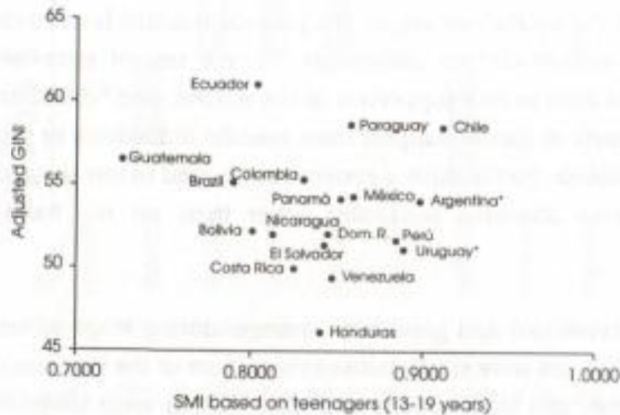 65
60
55
50
45
Adjusted GINI
Ecuador
Paraguay
Chile
Guatemala
Brazil
Colombia
Panamá
México
Argentina*
Bolivia
Nicaragua
Dom. R.
Perú
El Salvador
Uruguay*
Costa Rica
Venezuela
Honduras
0.7000
0.8000
0.9000
1.0000
SMI based on teenagers (13-19 years)